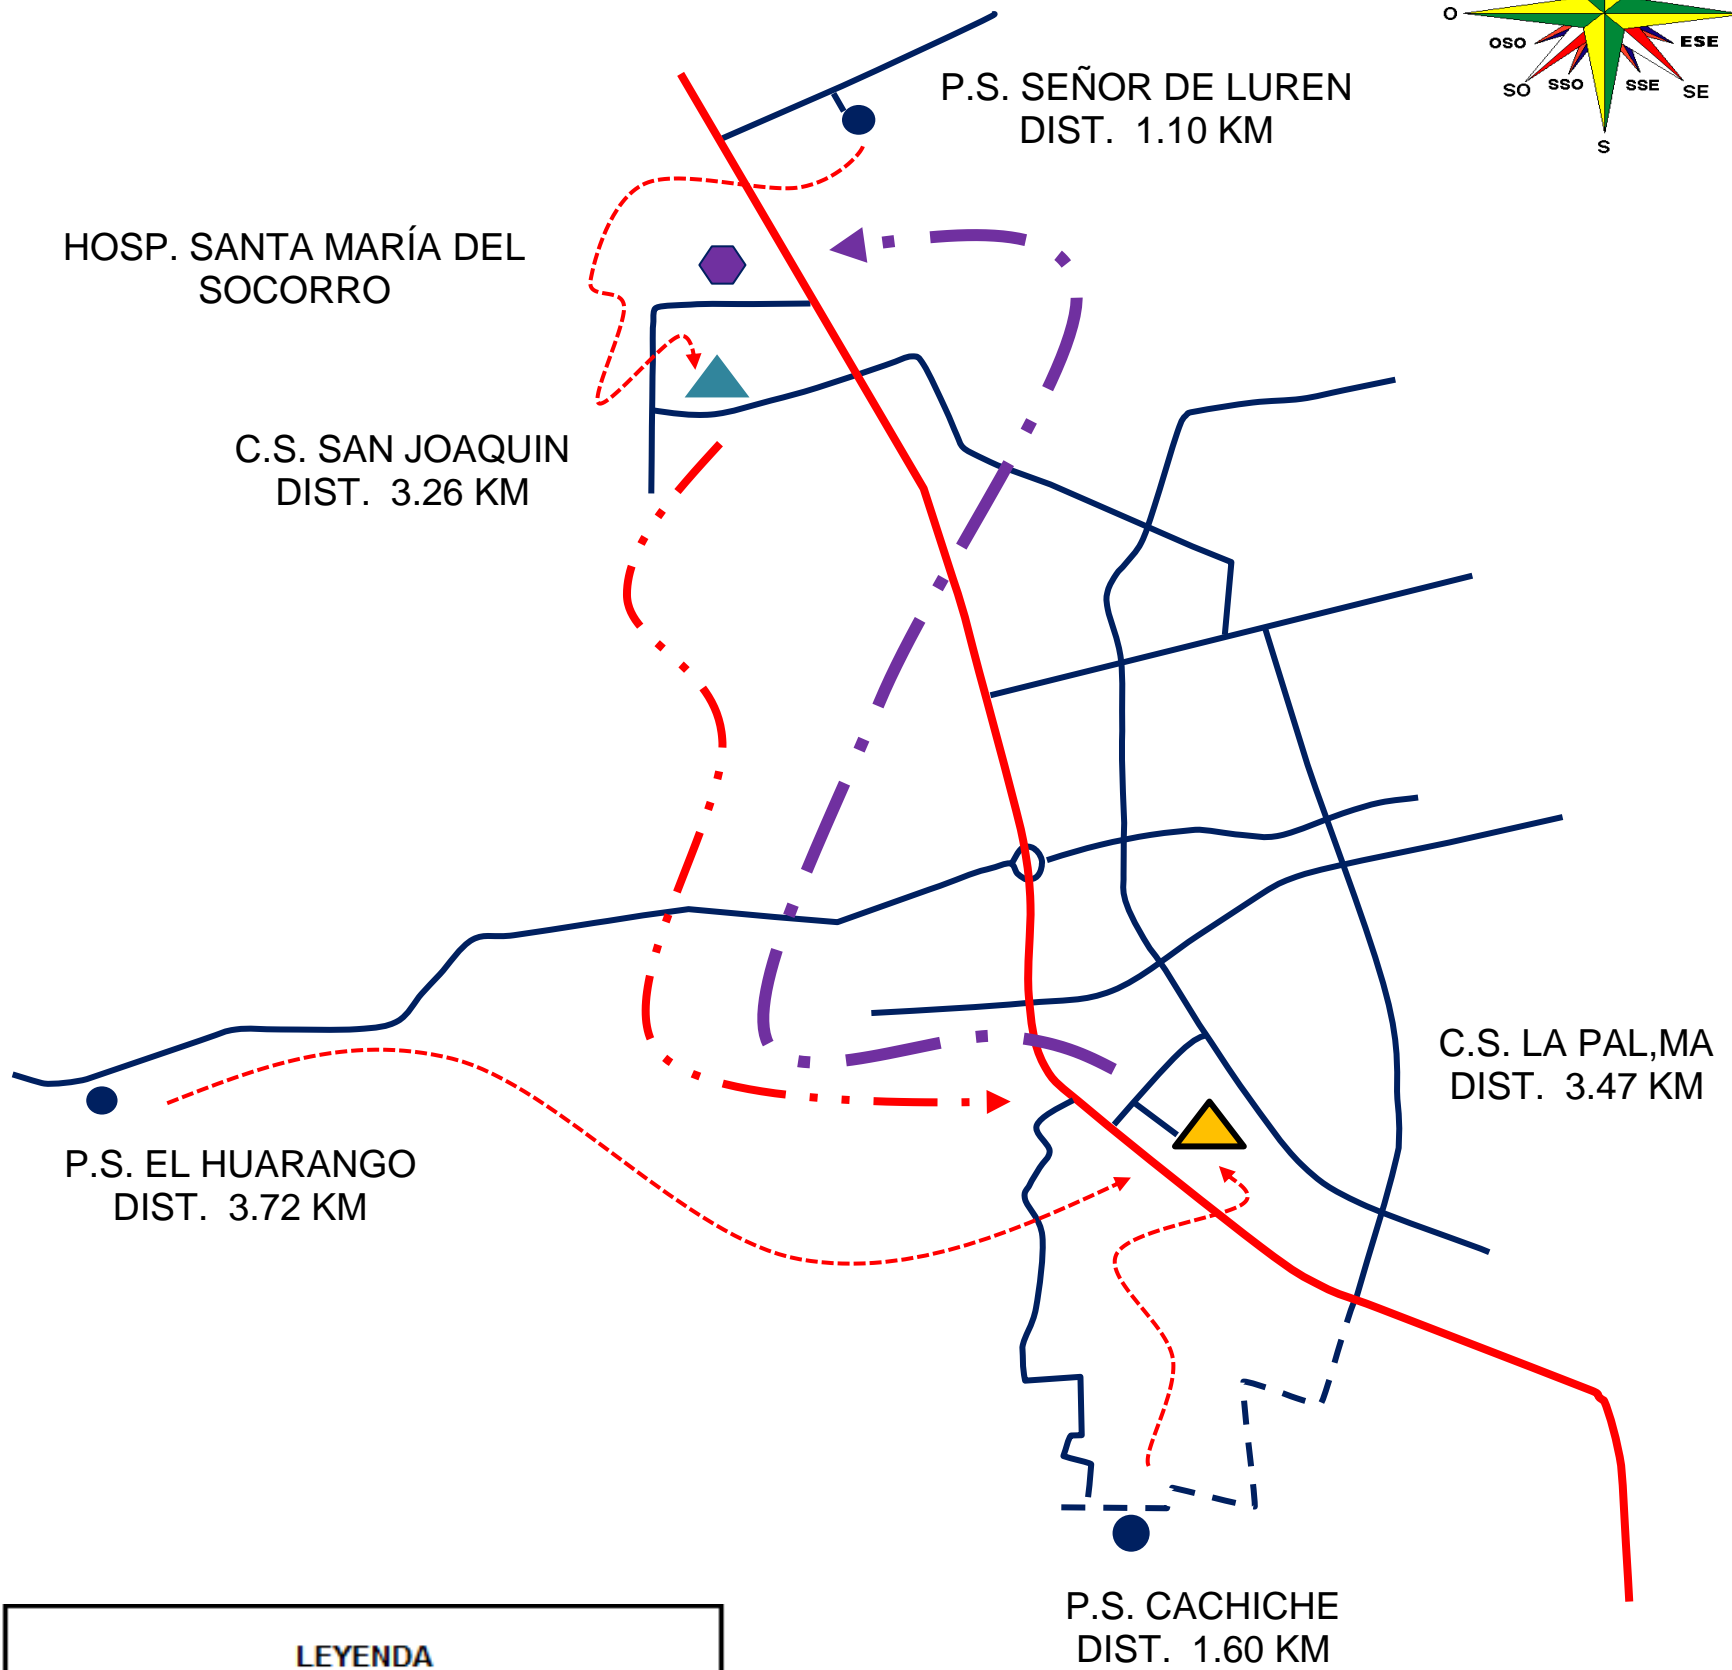 O
OSO
ESE
SO
SSO
SSE
SE
S
P.S. SEÑOR DE LUREN
DIST. 1.10 KM
HOSP. SANTA MARÍA DEL
SOCORRO
C.S. SAN JOAQUIN
DIST. 3.26 KM
C.S. LA PAL,MA
DIST. 3.47 KM
P.S. EL HUARANGO
DIST. 3.72 KM
P.S. CACHICHE
DIST. 1.60 KM
LEYENDA